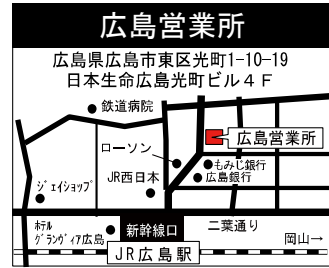 広島営業所
広島県広島市東区光町1-10-19
日本生命広島光町ビル4F
鉄道病院
広島営業所
ローソン
もみじ銀行
広島銀行
JR西日本
ジェイショップ
ホテル
グランヴィア広島
新幹線口
二葉通り
岡山→
JR広島駅